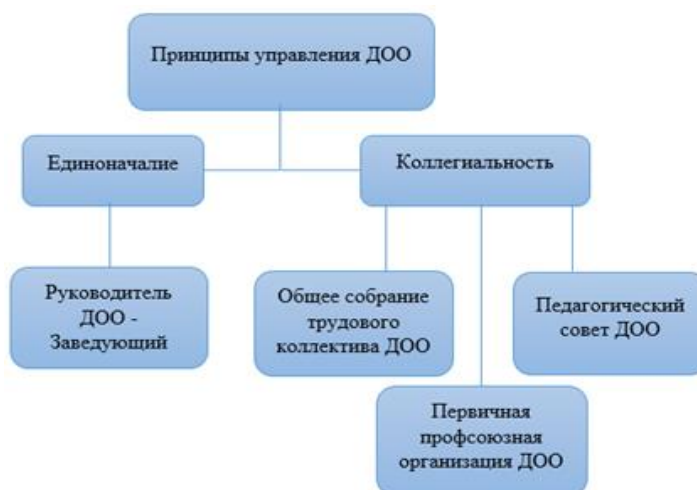 Принципы управления ДОО
Единоначалие
Коллегиальность
Руководитель
ДОО -
Заведующий
Общее собрание
трудового
коллектива ДОО
Педагогический
совет ДОО
Первичная
профсоюзная
организация ДОО